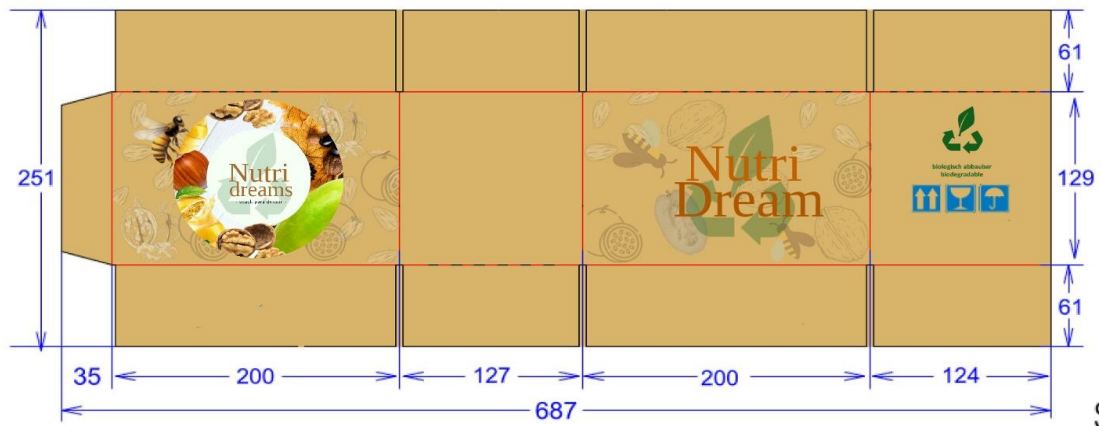 61
251
Nutri
dreams
Nutri
Dream
biologisch abbaubar
biodegradable
129
61
35
200
127
200
124
687
S